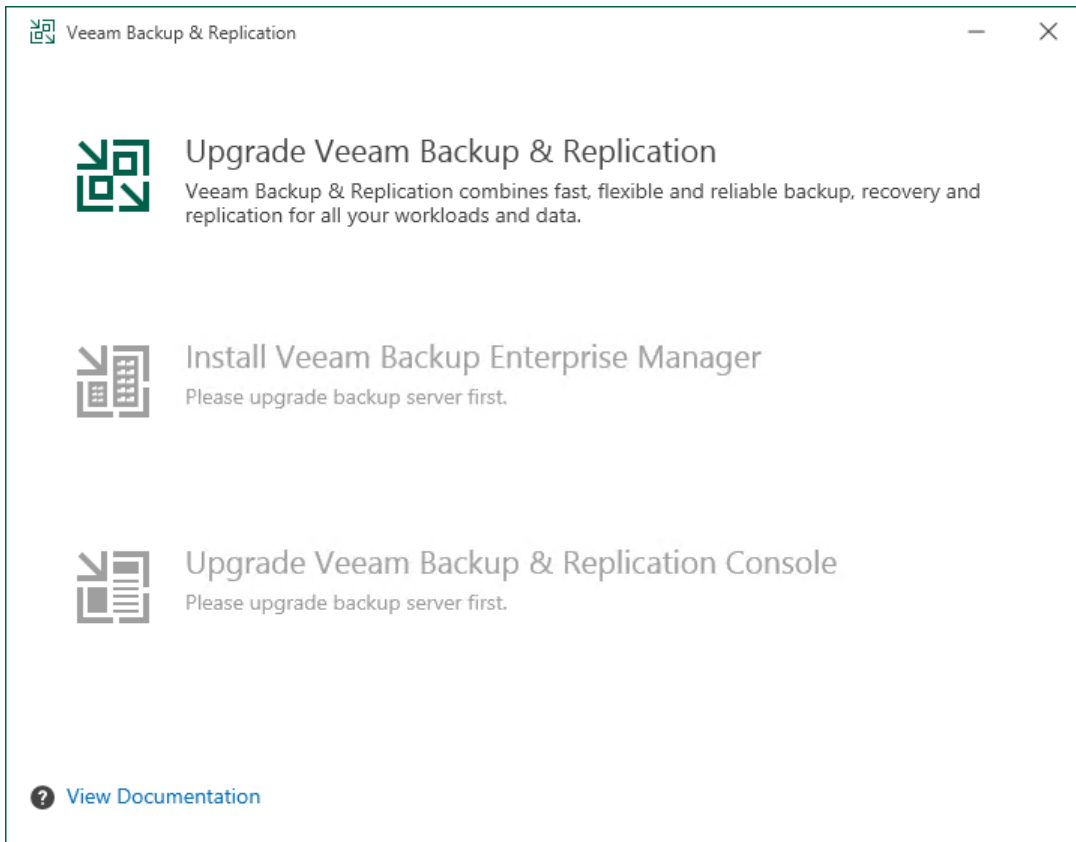 Veeam Backup & Replication
Upgrade Veeam Backup & Replication
Veeam Backup & Replication combines fast, flexible and reliable backup, recovery and
replication for all your workloads and data.
Install Veeam Backup Enterprise Manager
Please upgrade backup server first.
Upgrade Veeam Backup & Replication Console
Please upgrade backup server first.
? View Documentation